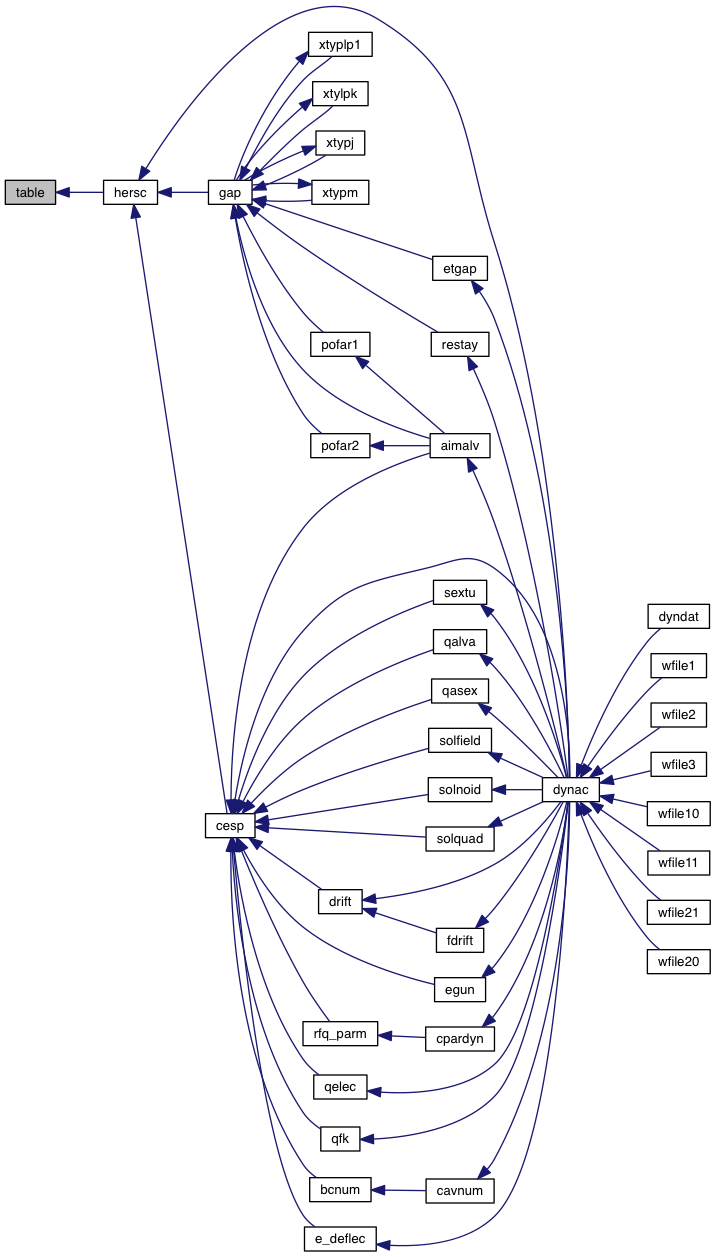 xtyplp1
xtylpk
xtypj
table
hersc
gap
xtypm
etgap
pofar1
restay
pofar2
aimalv
sextu
dyndat
qalva
wfile1
qasex
wfile2
solfield
wfile3
solnoid
dynac
cesp
wfile10
solquad
wfile11
drift
wfile21
fdrift
wfile20
egun
rfq_parm
cpardyn
qelec
qfk
bcnum
cavnum
e_deflec